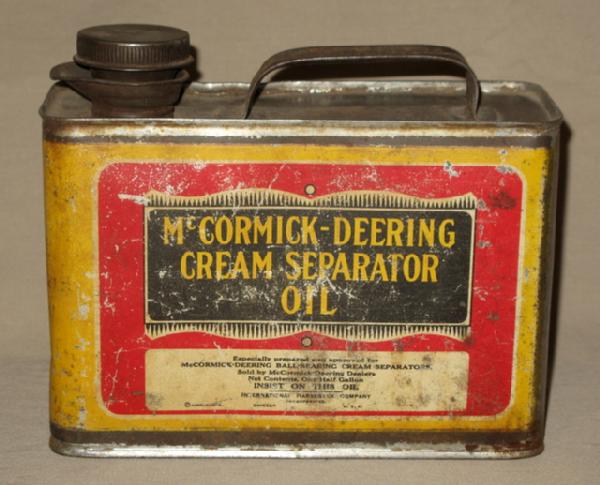 McCORMICK-DEERING
CREAM SEPARATOR
OIL
Especially prepared and approved for
McCORMICK-DEERING BALL-BEARING CREAM SEPARATORS.
Sold by McCormick-Deering Dealers
Net Contents, One Half Gallon
INSIST ON THIS OIL
INTERNATIONAL HARVESTER COMPANY
INCORPORATED